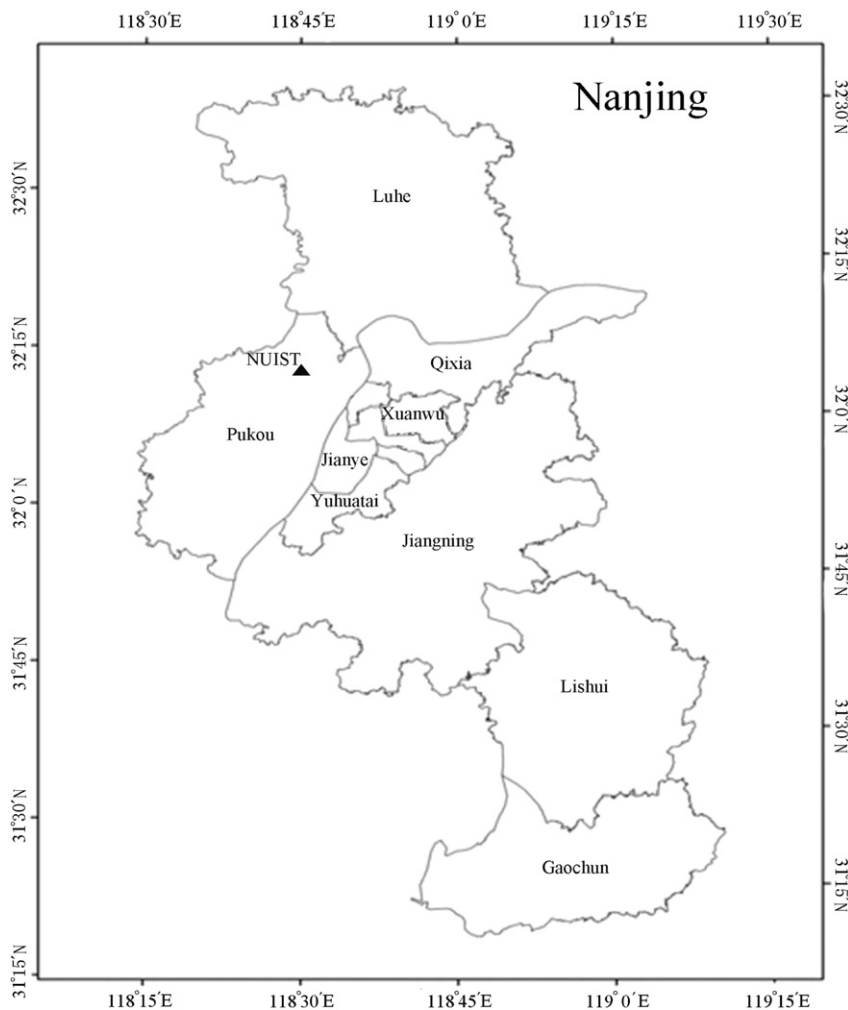 118°30′E 118°45′E 119°0′E 119°15′E 119°30′E
Nanjing
32°30′N
32°30′N
Luhe
32°15′N
32°15′N
NUIST
Qixia
32°0′N
Xuanwu
Pukou
Jianye
32°0′N
Yuhuatai
Jiangning
31°45′N
31°45′N
Lishui
31°30′N
31°30′N
Gaochun
31°15′N
31°15′N
118°15′E 118°30′E 118°45′E 119°0′E 119°15′E